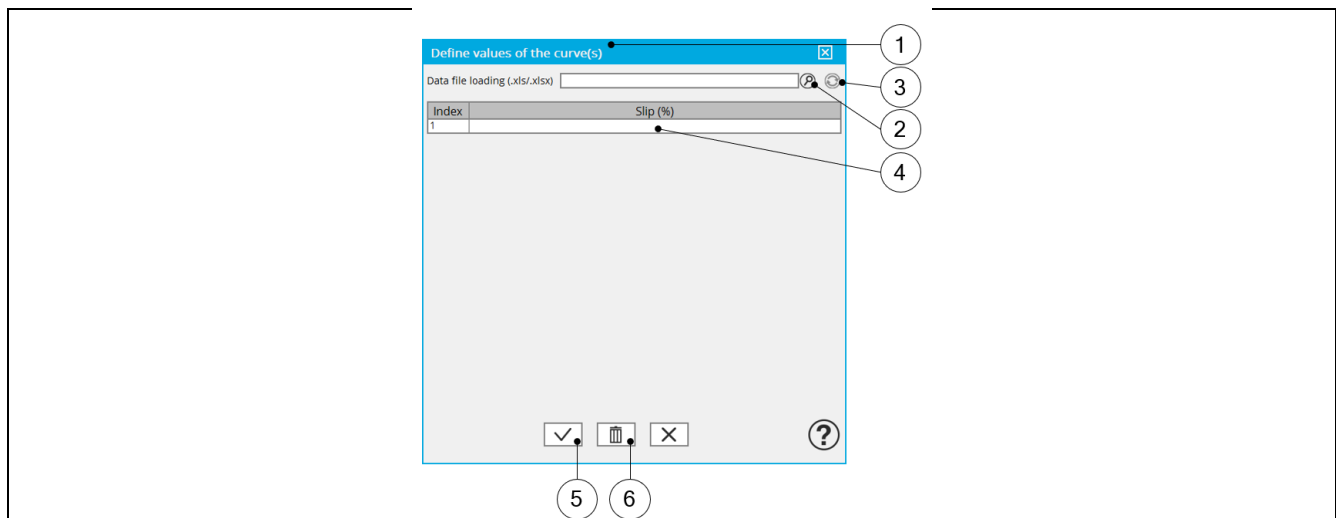 Define values of the curve(s)
1
Data file loading (.xls/.xlsx)
3
Index Slip (%)
2
1
4
?
5 6